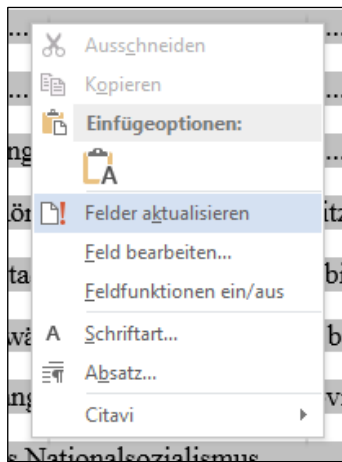 Ausschneiden
Kopieren
Einfügeoptionen:
Felder aktualisieren
Feld bearbeiten...
Feldfunktionen ein/aus
Schriftart...
Absatz...
Citavi
s Nationalsozialismus